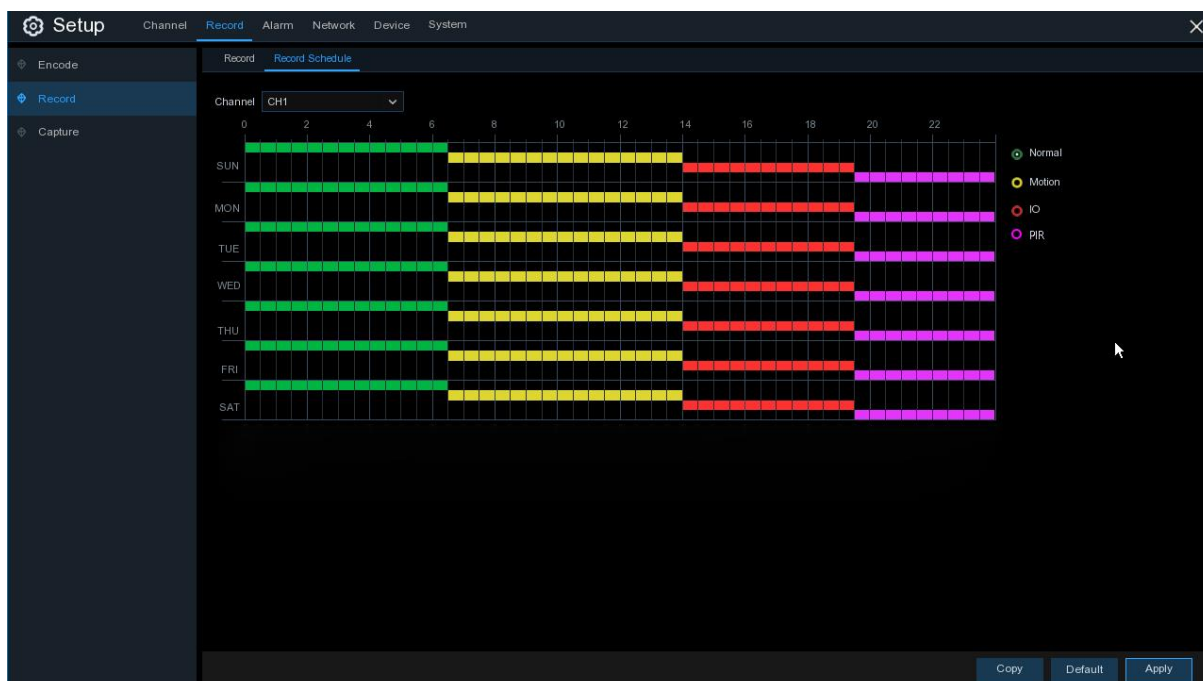 Setup Channel Record Alarm Network Device System
Encode
Record
Capture
Record Record Schedule
Channel CH1
0 2 4 6 8 10 12 14 16 18 20 22
SUN
MON
TUE
WED
THU
FRI
SAT
Normal
Motion
IO
PIR
Copy Default Apply